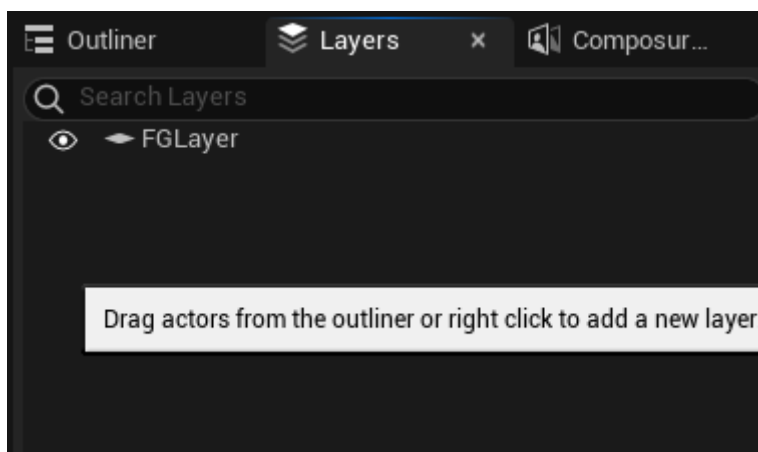 Outliner Layers Composur...
Search Layers
FGLayer
Drag actors from the outliner or right click to add a new layer